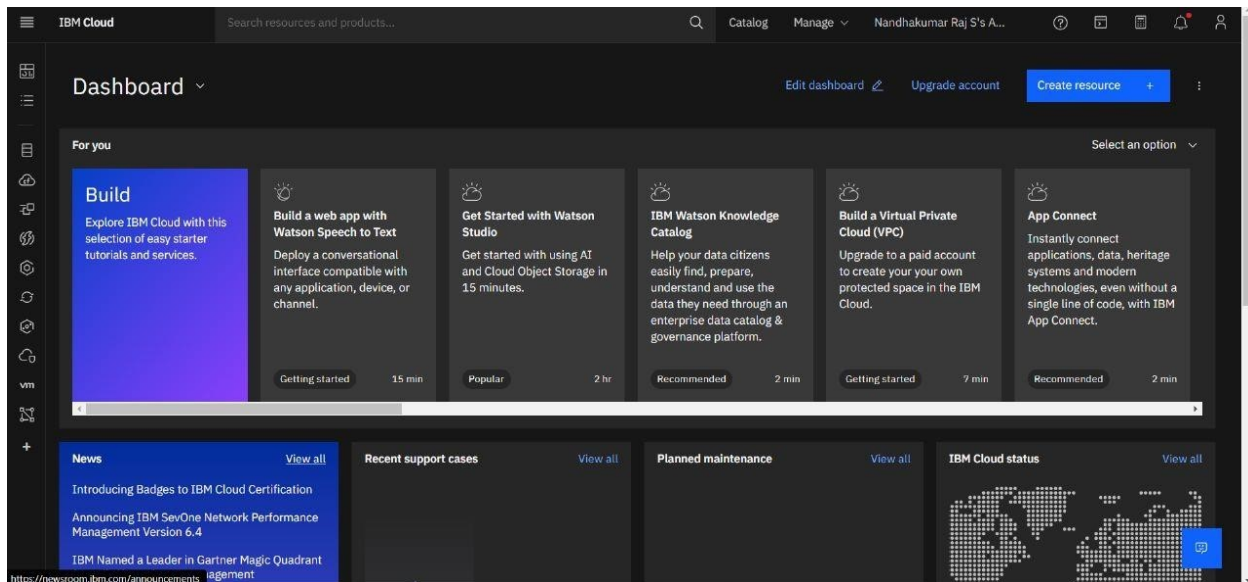 IBM Cloud
Search resources and products...
Catalog
Manage
Nandhakumar Raj S's A...
Dashboard
Edit dashboard
Upgrade account
Create resource +
For you
Select an option
Build
Explore IBM Cloud with this
selection of easy starter
tutorials and services.
Build a web app with
Watson Speech to Text
Deploy a conversational
interface compatible with
any application, device, or
channel.
Getting started
15 min
Get Started with Watson
Studio
Get started with using AI
and Cloud Object Storage in
15 minutes.
Popular
2 hr
IBM Watson Knowledge
Catalog
Help your data citizens
easily find, prepare,
understand and use the
data they need through an
enterprise data catalog &
governance platform.
Recommended
2 min
Build a Virtual Private
Cloud (VPC)
Upgrade to a paid account
to create your your own
protected space in the IBM
Cloud.
Getting started
7 min
App Connect
Instantly connect
applications, data, heritage
systems and modern
technologies, even without a
single line of code, with IBM
App Connect.
Recommended
2 min
vm
+
News
View all
Introducing Badges to IBM Cloud Certification
Announcing IBM SevOne Network Performance
Management Version 6.4
IBM Named a Leader in Gartner Magic Quadrant
agement
Recent support cases
View all
Planned maintenance
View all
IBM Cloud status
View all
https://newsroom.ibm.com/announcements